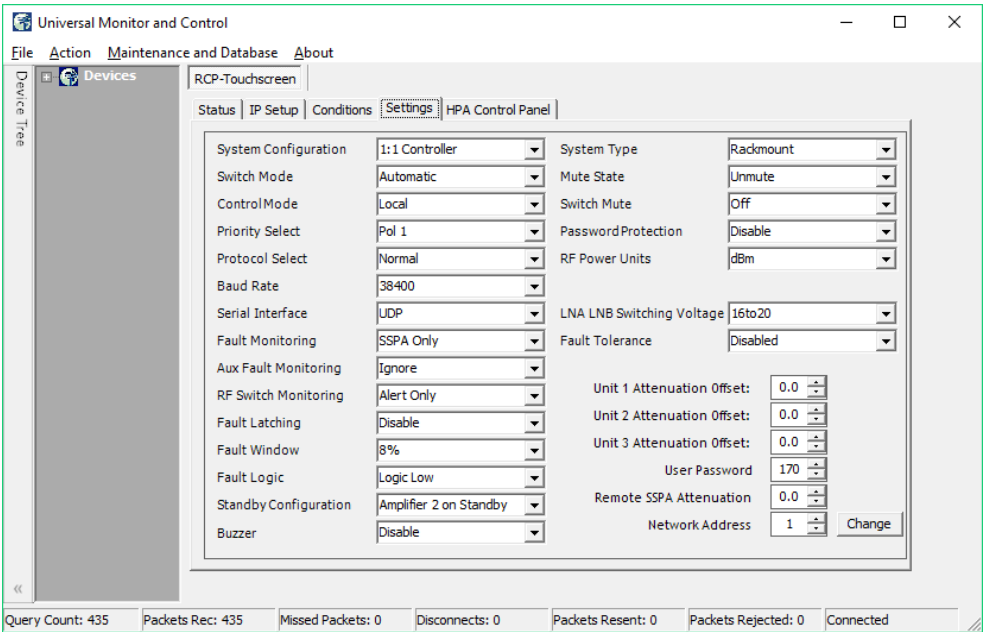 Universal Monitor and Control
File Action Maintenance and Database About
Device Tree
Devices
RCP-Touchscreen
Status IP Setup Conditions Settings HPA Control Panel
System Configuration 1:1 Controller System Type Rackmount
Switch Mode Automatic Mute State Unmute
Control Mode Local Switch Mute Off
Priority Select Pol 1 Password Protection Disable
Protocol Select Normal RF Power Units dBm
Baud Rate 38400
Serial Interface UDP LNA LNB Switching Voltage 16to20
Fault Monitoring SSPA Only Fault Tolerance Disabled
Aux Fault Monitoring Ignore
Unit 1 Attenuation Offset: 0.0
RF Switch Monitoring Alert Only
Unit 2 Attenuation Offset: 0.0
Fault Latching Disable
Unit 3 Attenuation Offset: 0.0
Fault Window 8%
User Password 170
Fault Logic Logic Low
Remote SSPA Attenuation 0.0
Standby Configuration Amplifier 2 on Standby
Network Address 1 Change
Buzzer Disable
Query Count: 435 Packets Rec: 435 Missed Packets: 0 Disconnects: 0 Packets Resent: 0 Packets Rejected: 0 Connected